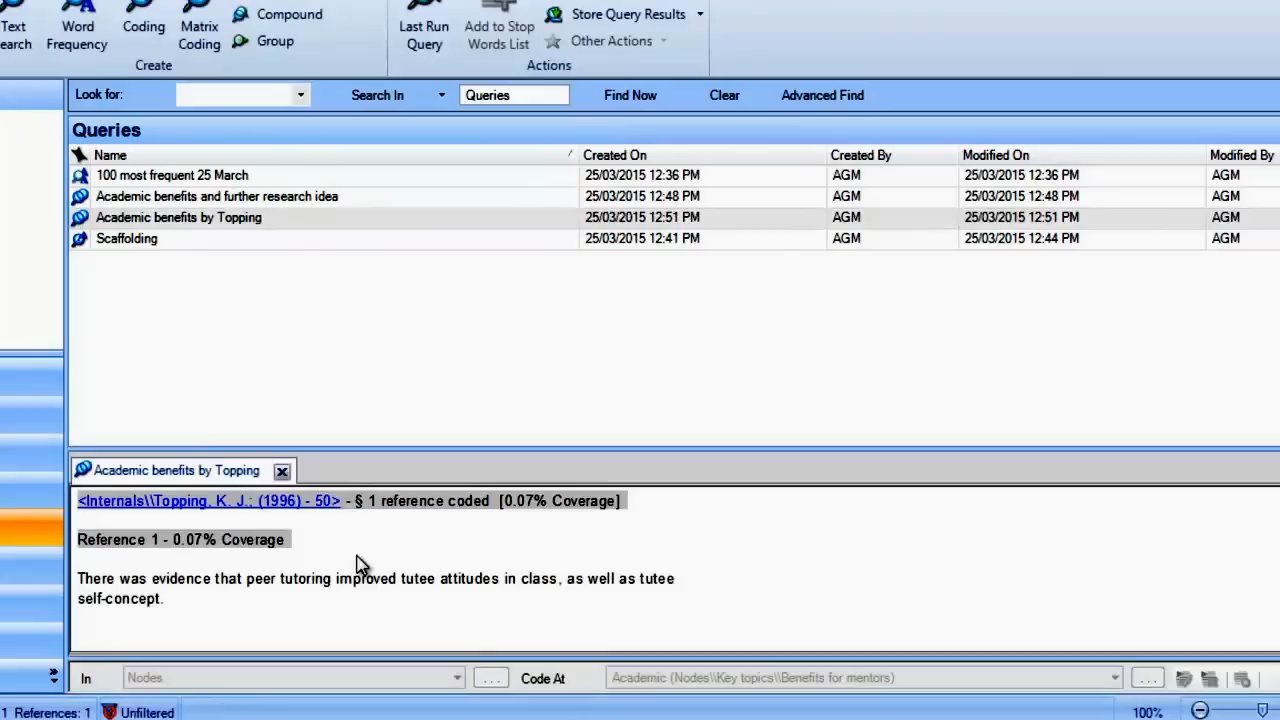 Text Word Coding Matrix Compound Last Run Add to Stop Store Query Results
earch Frequency Coding Group Query Words List Other Actions
Create Actions
Look for: Search In Queries Find Now Clear Advanced Find
Queries
Name Created On Created By Modified On Modified By
100 most frequent 25 March 25/03/2015 12:36 PM AGM 25/03/2015 12:36 PM AGM
Academic benefits and further research idea 25/03/2015 12:48 PM AGM 25/03/2015 12:48 PM AGM
Academic benefits by Topping 25/03/2015 12:51 PM AGM 25/03/2015 12:51 PM AGM
Scaffolding 25/03/2015 12:41 PM AGM 25/03/2015 12:44 PM AGM
Academic benefits by Topping
<Internals\\Topping, K. J.; (1996) - 50> - § 1 reference coded [0.07% Coverage]
Reference 1 - 0.07% Coverage
There was evidence that peer tutoring improved tutee attitudes in class, as well as tutee
self-concept.
In Nodes ... Code At Academic (Nodes\\Key topics\\Benefits for mentors) ...
1 References: 1 Unfiltered 100%